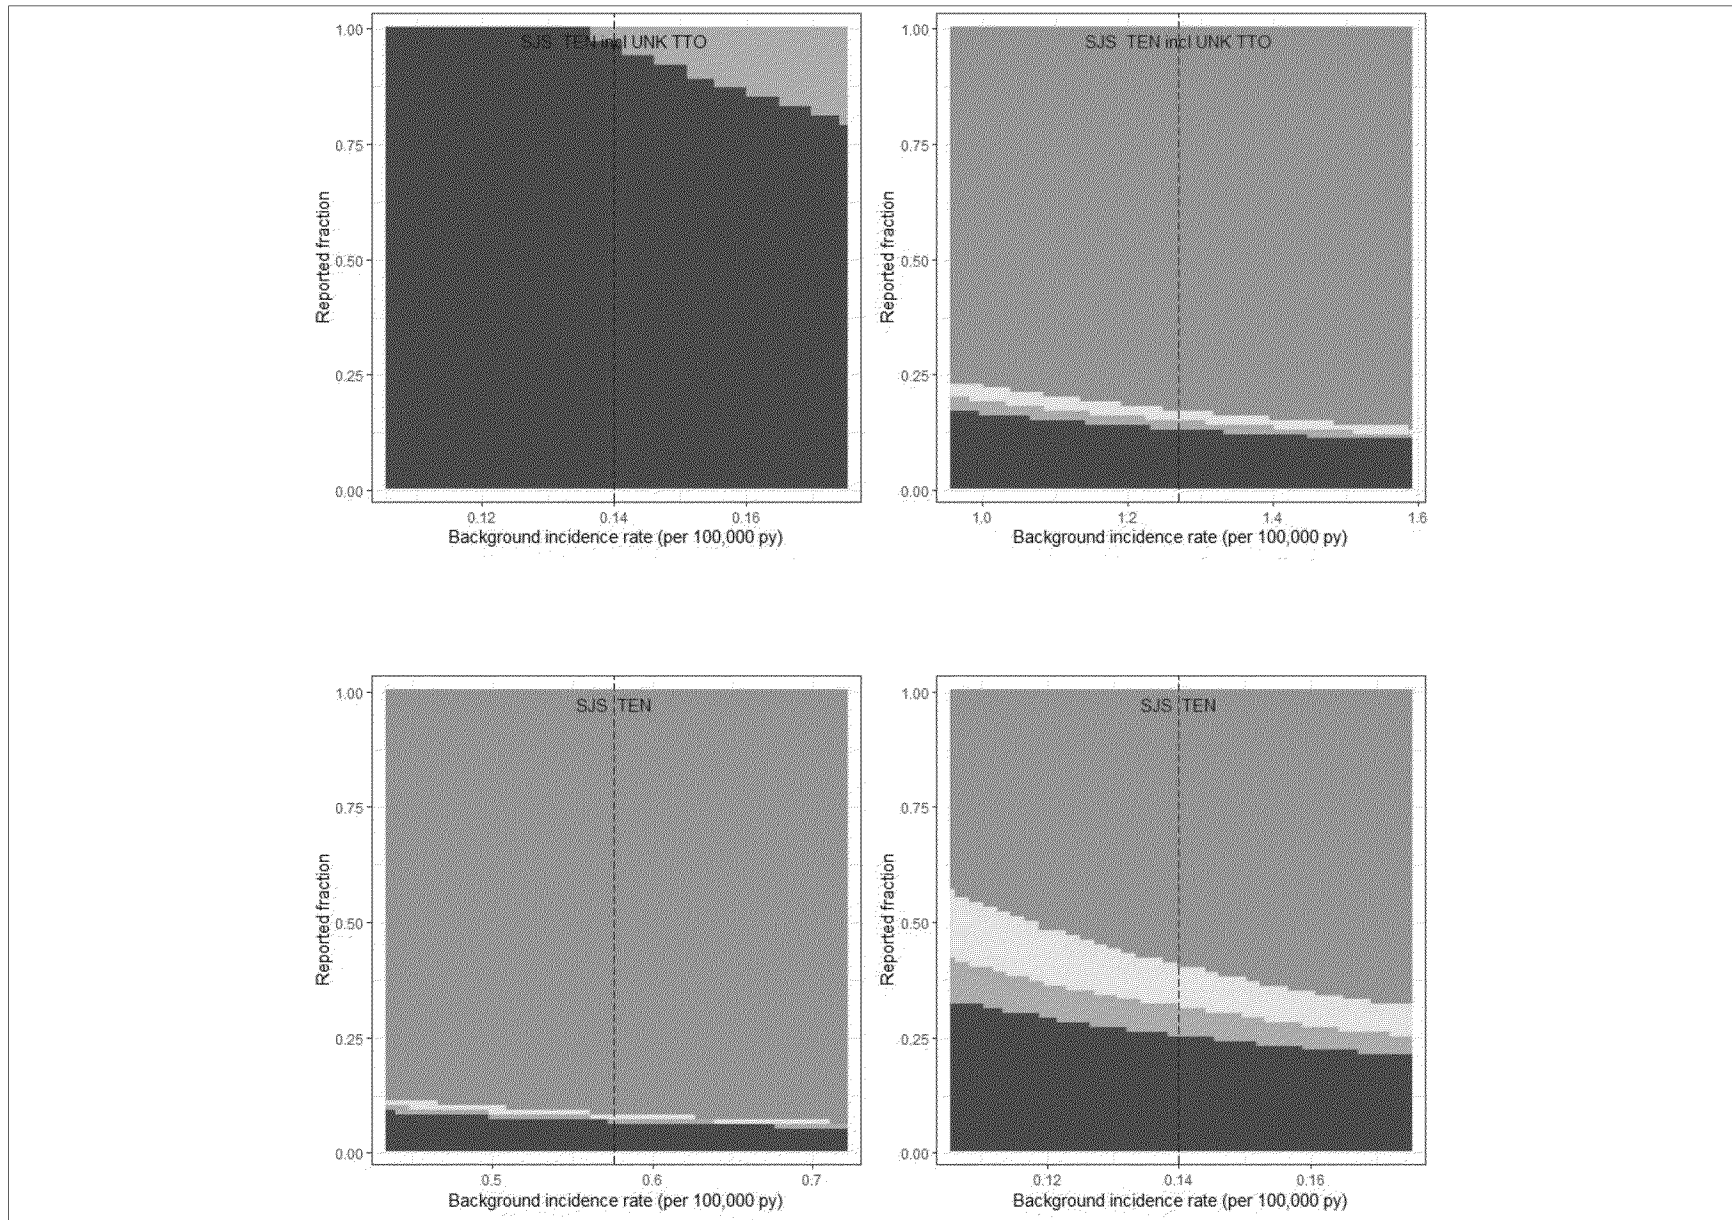 1.00
SJS TEN incl UNK TTO
0.75
0.50
0.25
0.00
Reported fraction
0.12 0.14 0.16
Background incidence rate (per 100,000 py)
1.00
SJS TEN incl UNK TTO
0.75
0.50
0.25
0.00
Reported fraction
1.0 1.2 1.4 1.6
Background incidence rate (per 100,000 py)
1.00
SJS TEN
0.75
0.50
0.25
0.00
Reported fraction
0.5 0.6 0.7
Background incidence rate (per 100,000 py)
1.00
SJS TEN
0.75
0.50
0.25
0.00
Reported fraction
0.12 0.14 0.16
Background incidence rate (per 100,000 py)